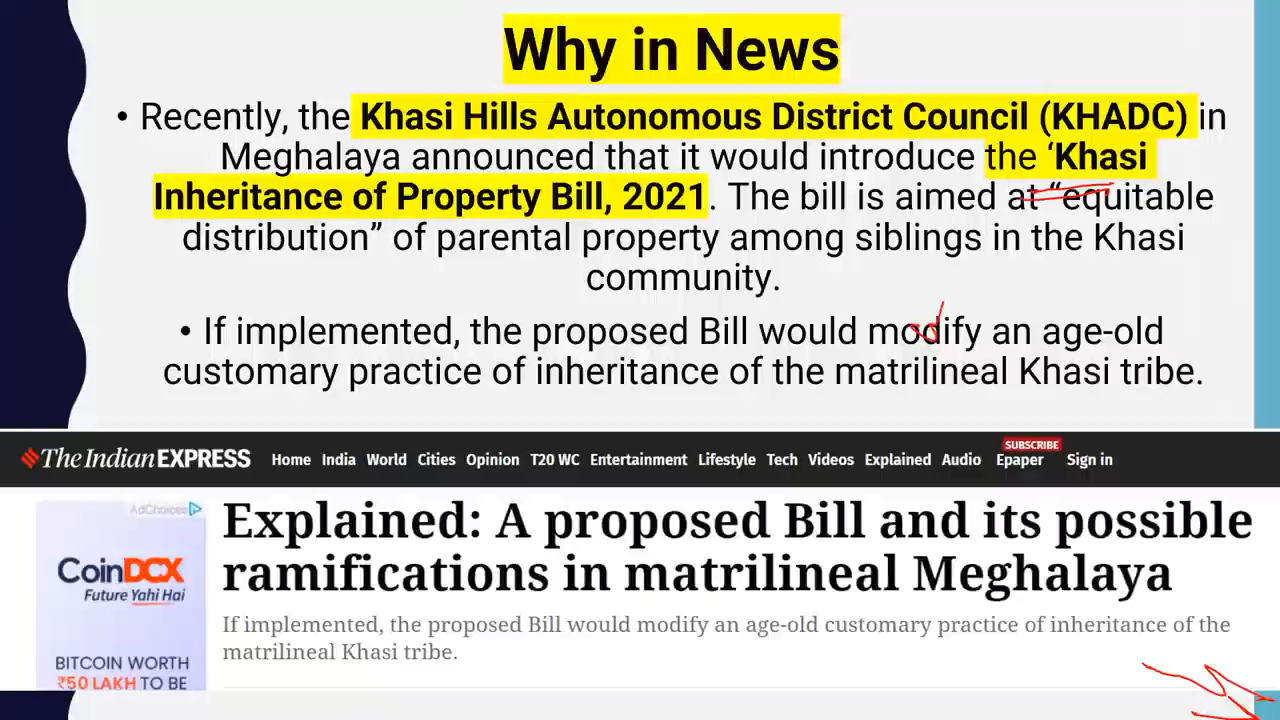 Why in News
• Recently, the Khasi Hills Autonomous District Council (KHADC) in
Meghalaya announced that it would introduce the ‘Khasi
Inheritance of Property Bill, 2021. The bill is aimed at “equitable
distribution” of parental property among siblings in the Khasi
community.
• If implemented, the proposed Bill would modify an age-old
customary practice of inheritance of the matrilineal Khasi tribe.
SUBSCRIBE
The Indian EXPRESS Home India World Cities Opinion T20 WC Entertainment Lifestyle Tech Videos Explained Audio Epaper Sign in
AdChoices
Explained: A proposed Bill and its possible
ramifications in matrilineal Meghalaya
If implemented, the proposed Bill would modify an age-old customary practice of inheritance of the
matrilineal Khasi tribe.
CoinDCX
Future Yahi Hai
BITCOIN WORTH
₹50 LAKH TO BE